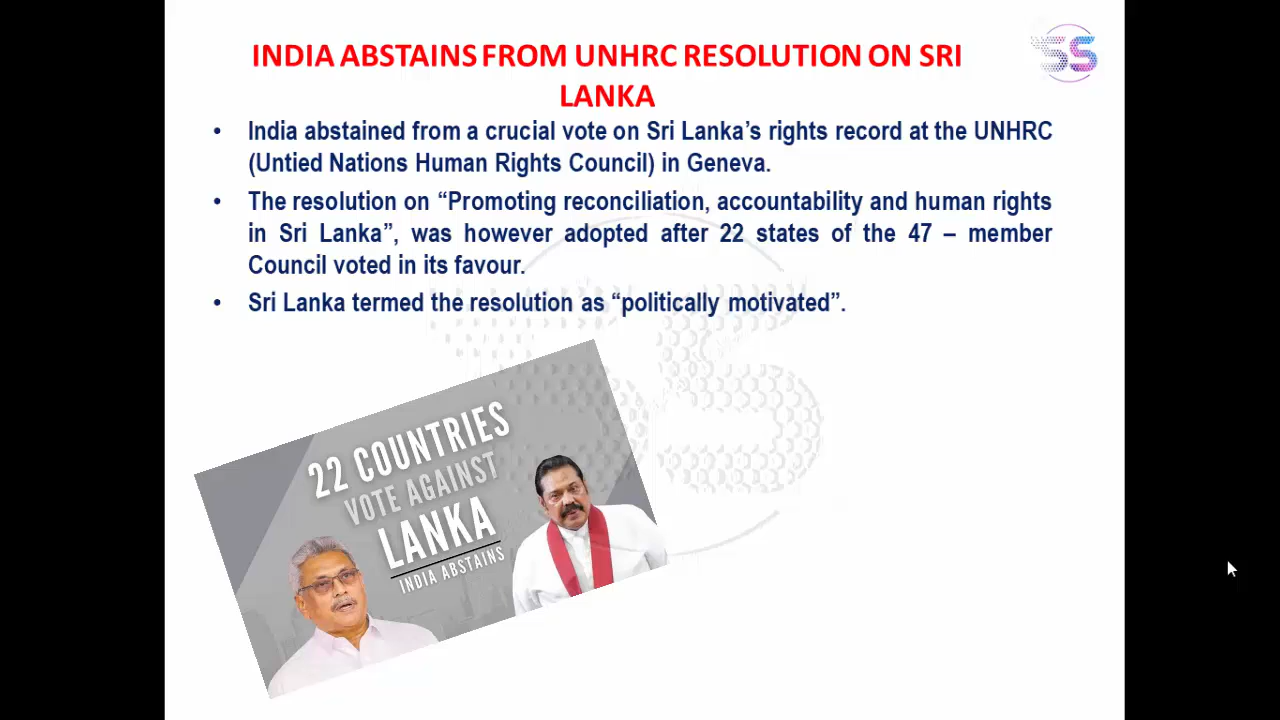 INDIA ABSTAINS FROM UNHRC RESOLUTION ON SRI
LANKA
• India abstained from a crucial vote on Sri Lanka’s rights record at the UNHRC
(Untied Nations Human Rights Council) in Geneva.
• The resolution on “Promoting reconciliation, accountability and human rights
in Sri Lanka”, was however adopted after 22 states of the 47 – member
Council voted in its favour.
• Sri Lanka termed the resolution as “politically motivated”.
22 COUNTRIES
VOTE AGAINST
LANKA
INDIA ABSTAINS